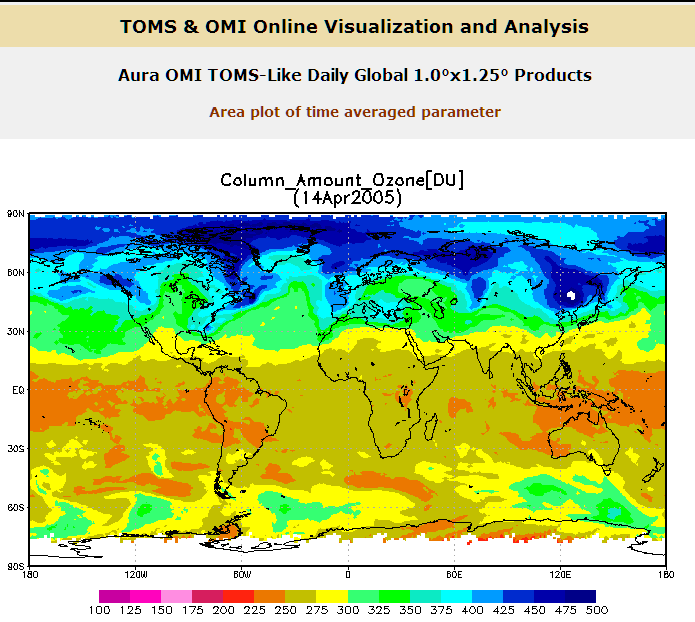 TOMS & OMI Online Visualization and Analysis
Aura OMI TOMS-Like Daily Global 1.0°x1.25° Products
Area plot of time averaged parameter
Column_Amount_Ozone[DU]
(14Apr2005)
90N
60N
30N
EQ
30S
60S
90S
180 120W 60W 0 60E 120E 180
100 125 150 175 200 225 250 275 300 325 350 375 400 425 450 475 500